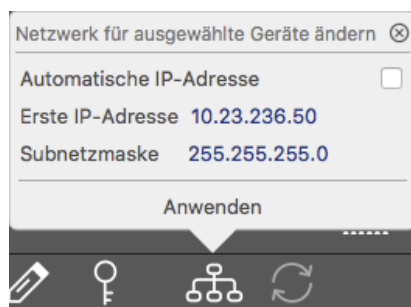 Netzwerk für ausgewählte Geräte ändern
Automatische IP-Adresse
Erste IP-Adresse 10.23.236.50
Subnetzmaske 255.255.255.0
Anwenden